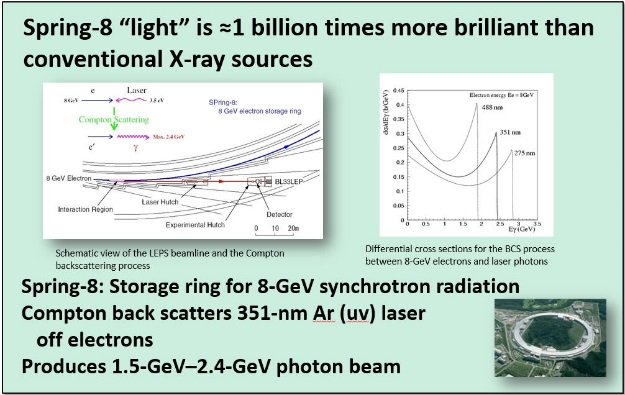 Spring-8 “light” is ≈1 billion times more brilliant than
conventional X-ray sources
e
Laser
8 GeV
3.5 eV
Compton Scattering
e'
γ
Max. 2.4 GeV
SPring-8:
8 GeV electron storage ring
8 GeV Electron
BL33LEP
Laser Hutch
Interaction Region
Detector
Experimental Hutch
0 10 20m
Schematic view of the LEPS beamline and the Compton
backscattering process
Electron energy Ee = 8GeV
488 nm
351 nm
275 nm
dσ/dEγ (b/GeV)
0.45
0.4
0.35
0.3
0.25
0.2
0.15
0.1
0.05
0
0 0.5 1 1.5 2 2.5 3 3.5
Eγ(GeV)
Differential cross sections for the BCS process
between 8-GeV electrons and laser photons
Spring-8: Storage ring for 8-GeV synchrotron radiation
Compton back scatters 351-nm Ar (uv) laser
off electrons
Produces 1.5-GeV–2.4-GeV photon beam